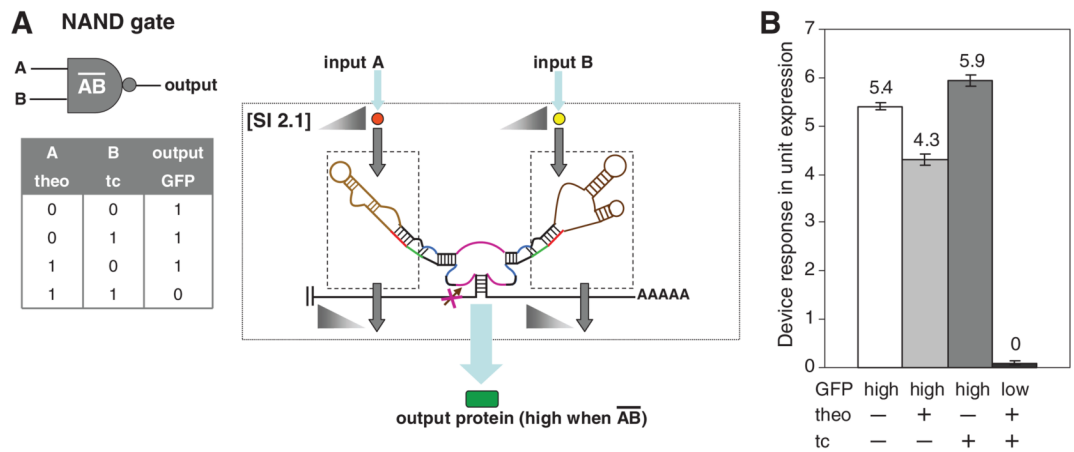 A NAND gate
A
B
A̅B̅
output
A B output
theo tc GFP
0 0 1
0 1 1
1 0 1
1 1 0
input A
input B
[SI 2.1]
AAAAA
output protein (high when A̅B̅)
B
Device response in unit expression
7
6
5
4
3
2
1
0
5.4
4.3
5.9
0
GFP high high high low
theo – + – +
tc – – + +